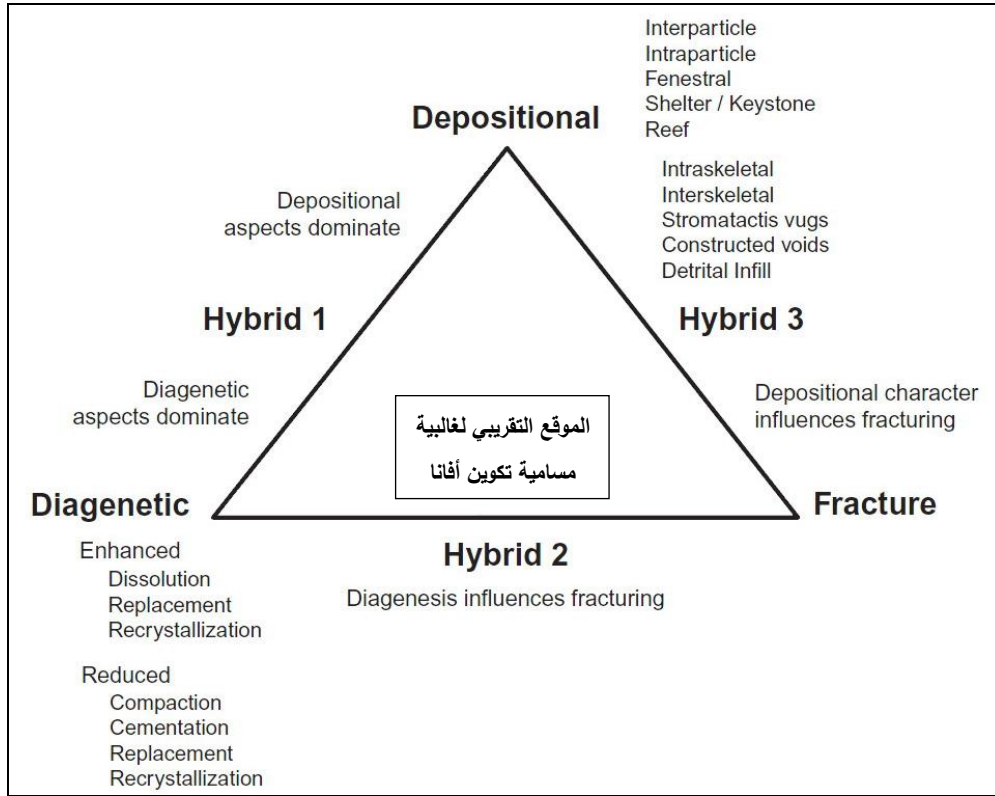 Interparticle
Intraparticle
Fenestral
Shelter / Keystone
Reef
Intraskeletal
Interskeletal
Stromatactis vugs
Constructed voids
Detrital Infill
Depositional
Depositional
aspects dominate
Hybrid 1
Hybrid 3
Diagenetic
aspects dominate
Depositional character
influences fracturing
الموقع التقريبي لغالبية
مسامية تكوين أفانا
Diagenetic
Fracture
Hybrid 2
Diagenesis influences fracturing
Enhanced
Dissolution
Replacement
Recrystallization
Reduced
Compaction
Cementation
Replacement
Recrystallization